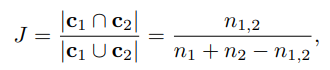 J = |c₁ ∩ c₂| / |c₁ ∪ c₂| = n₁,₂ / (n₁ + n₂ − n₁,₂),